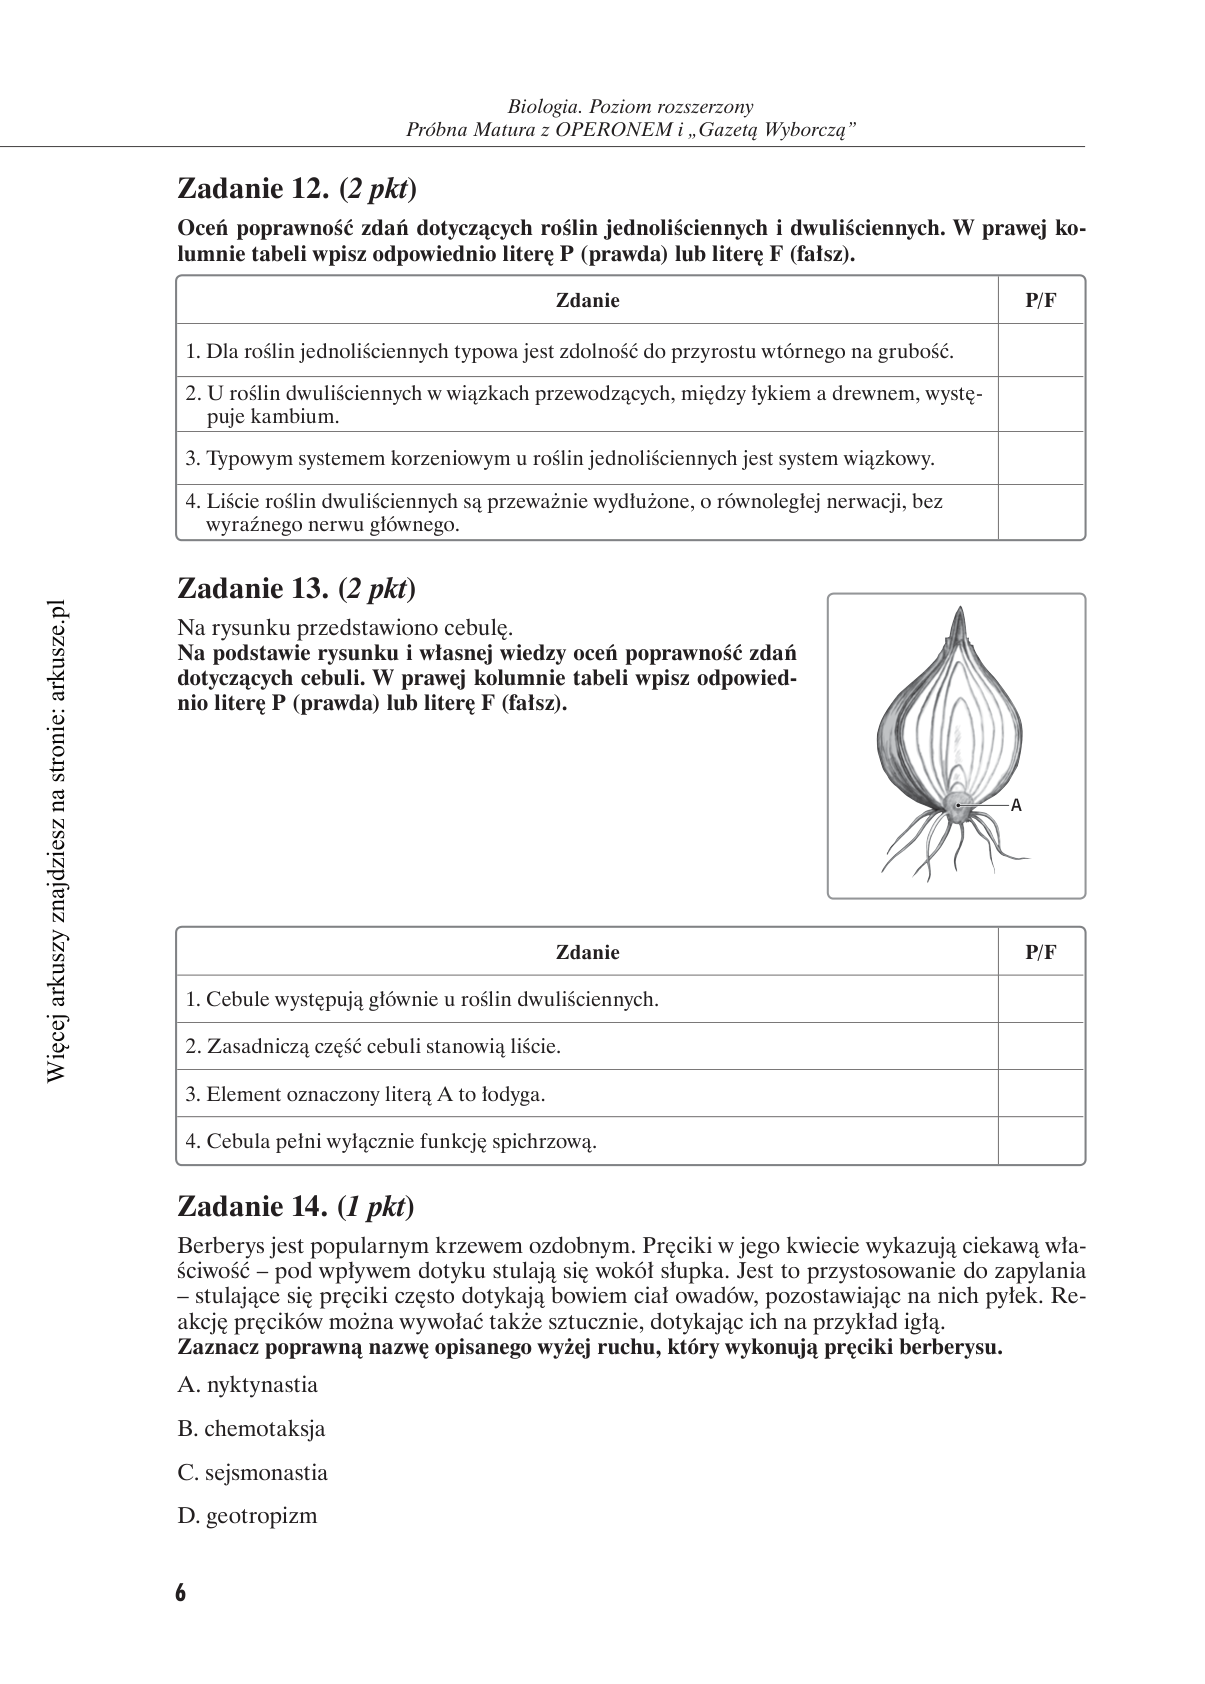 Biologia. Poziom rozszerzony
Próbna Matura z OPERONEM i „Gazetą Wyborczą”
Zadanie 12. (2 pkt)
Oceń poprawność zdań dotyczących roślin jednoliściennych i dwuliściennych. W prawej ko-
lumnie tabeli wpisz odpowiednio literę P (prawda) lub literę F (fałsz).
Zdanie P/F
1. Dla roślin jednoliściennych typowa jest zdolność do przyrostu wtórnego na grubość.
2. U roślin dwuliściennych w wiązkach przewodzących, między łykiem a drewnem, wystę-
puje kambium.
3. Typowym systemem korzeniowym u roślin jednoliściennych jest system wiązkowy.
4. Liście roślin dwuliściennych są przeważnie wydłużone, o równoległej nerwacji, bez
wyraźnego nerwu głównego.
Zadanie 13. (2 pkt)
Na rysunku przedstawiono cebulę.
Na podstawie rysunku i własnej wiedzy oceń poprawność zdań
dotyczących cebuli. W prawej kolumnie tabeli wpisz odpowied-
nio literę P (prawda) lub literę F (fałsz).
A
Zdanie P/F
1. Cebule występują głównie u roślin dwuliściennych.
2. Zasadniczą część cebuli stanowią liście.
3. Element oznaczony literą A to łodyga.
4. Cebula pełni wyłącznie funkcję spichrzową.
Zadanie 14. (1 pkt)
Berberys jest popularnym krzewem ozdobnym. Pręciki w jego kwiecie wykazują ciekawą wła-
ściwość – pod wpływem dotyku stulają się wokół słupka. Jest to przystosowanie do zapylania
– stulające się pręciki często dotykają bowiem ciał owadów, pozostawiając na nich pyłek. Re-
akcję pręcików można wywołać także sztucznie, dotykając ich na przykład igłą.
Zaznacz poprawną nazwę opisanego wyżej ruchu, który wykonują pręciki berberysu.
A. nyktynastia
B. chemotaksja
C. sejsmonastia
D. geotropizm
6
Więcej arkuszy znajdziesz na stronie: arkusze.pl